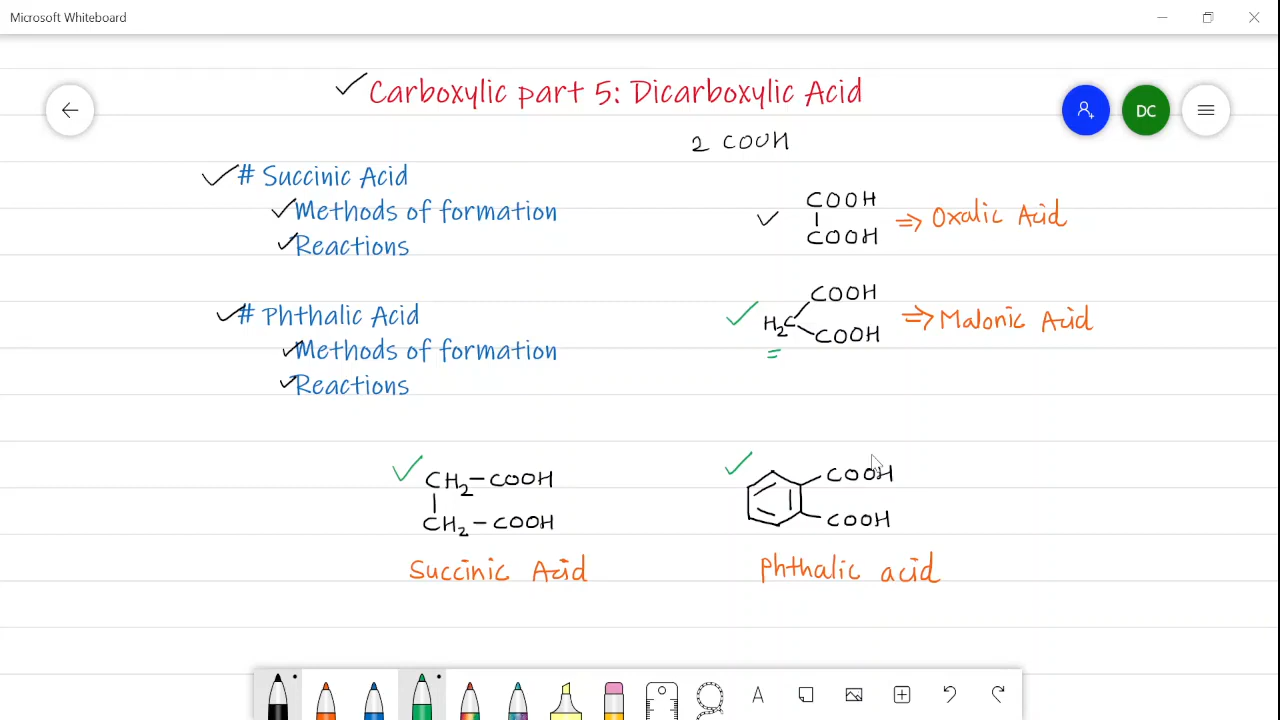 Microsoft Whiteboard
Carboxylic part 5: Dicarboxylic Acid
DC
2 COOH
# Succinic Acid
Methods of formation
Reactions
COOH
COOH
⇒ Oxalic Acid
# Phthalic Acid
Methods of formation
Reactions
COOH
H₂C
COOH
⇒ Malonic Acid
CH₂-COOH
CH₂-COOH
Succinic Acid
COOH
COOH
Phthalic acid
A